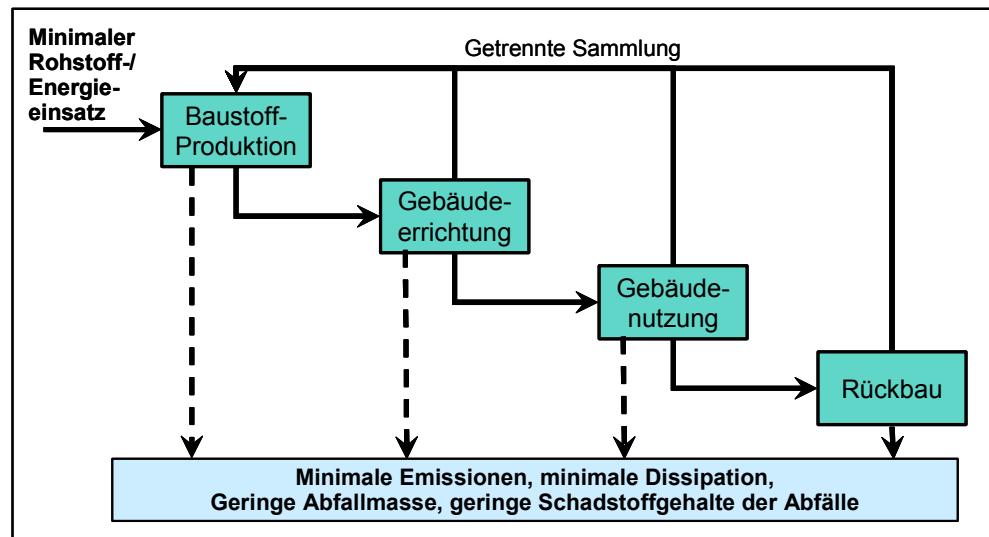 Minimaler
Rohstoff-/
Energie-
einsatz
Getrennte Sammlung
Baustoff-
Produktion
Gebäude-
errichtung
Gebäude-
nutzung
Rückbau
Minimale Emissionen, minimale Dissipation,
Geringe Abfallmasse, geringe Schadstoffgehalte der Abfälle